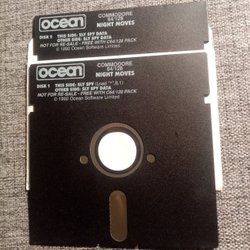 ocean
COMMODORE
64/128
NIGHT MOVES
DISK 2 THIS SIDE: SLY SPY DATA
OTHER SIDE: SLY SPY DATA
NOT FOR RE-SALE - FREE WITH C64/128 PACK
© 1990 Ocean Software Limited
ocean
COMMODORE
64/128
NIGHT MOVES
DISK 1 THIS SIDE: SLY SPY (Load "*",8,1)
OTHER SIDE: SLY SPY DATA
NOT FOR RE-SALE - FREE WITH C64/128 PACK
© 1990 Ocean Software Limited